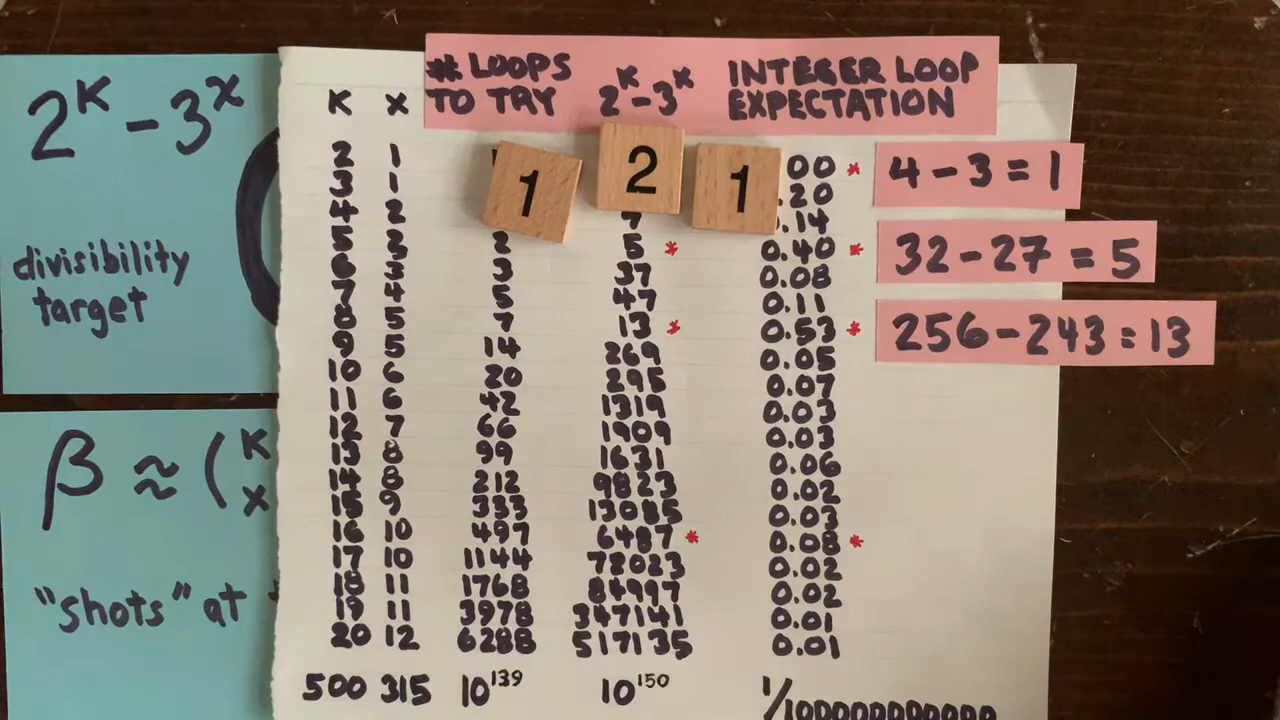 2^K - 3^x
divisibility
target
β ≈ (K
x
"shots" at
# LOOPS TO TRY
2^K - 3^x
INTEGER LOOP EXPECTATION
K X
1 2 1
2 1 00 *
3 1 .20
4 2 7 .14
5 3 2 5 * 0.40 *
6 3 3 37 0.08
7 4 5 47 0.11
8 5 7 13 * 0.53 *
9 5 14 269 0.05
10 6 20 295 0.07
11 6 42 1319 0.03
12 7 66 1909 0.03
13 8 99 1631 0.06
14 8 212 9823 0.02
15 9 333 13085 0.03
16 10 497 6487 * 0.08 *
17 10 1144 72023 0.02
18 11 1768 84997 0.02
19 11 3978 347141 0.01
20 12 6288 517135 0.01
500 315 10^139 10^150
4 - 3 = 1
32 - 27 = 5
256 - 243 = 13